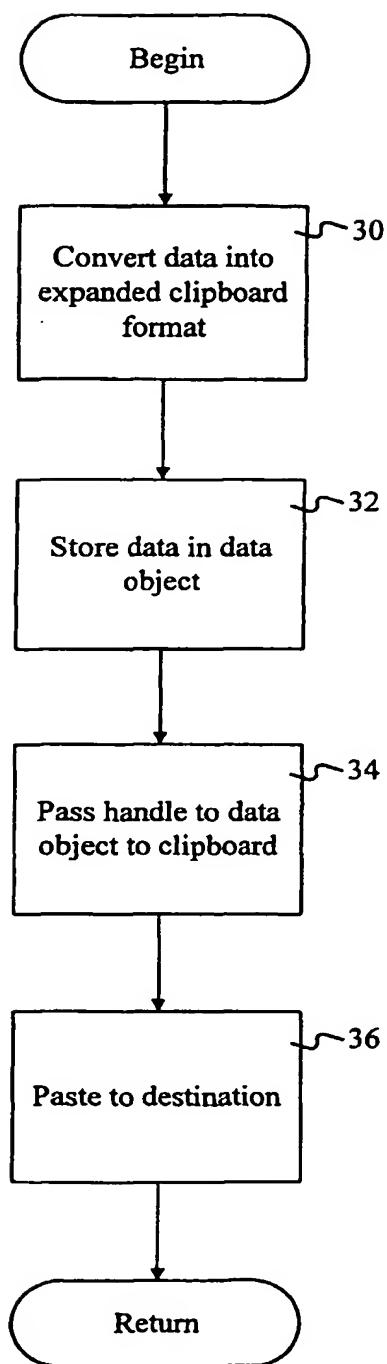 Begin
30
Convert data into
expanded clipboard
format
32
Store data in data
object
34
Pass handle to data
object to clipboard
36
Paste to destination
Return